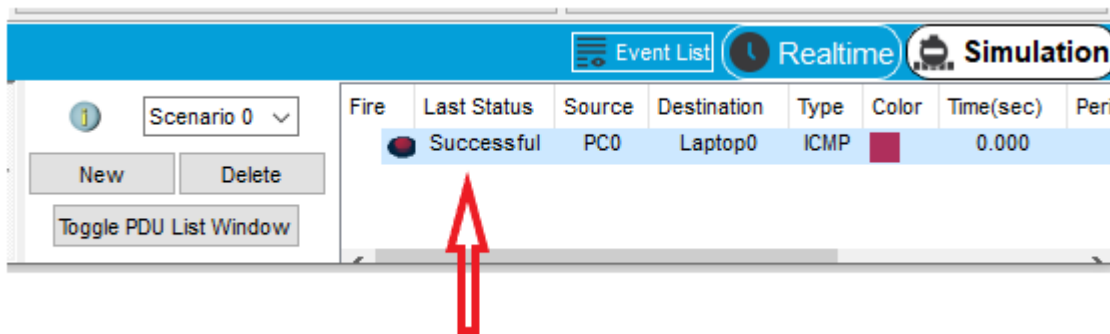 Event List Realtime Simulation
Scenario 0
New Delete
Toggle PDU List Window
Fire Last Status Source Destination Type Color Time(sec) Peri
Successful PC0 Laptop0 ICMP 0.000